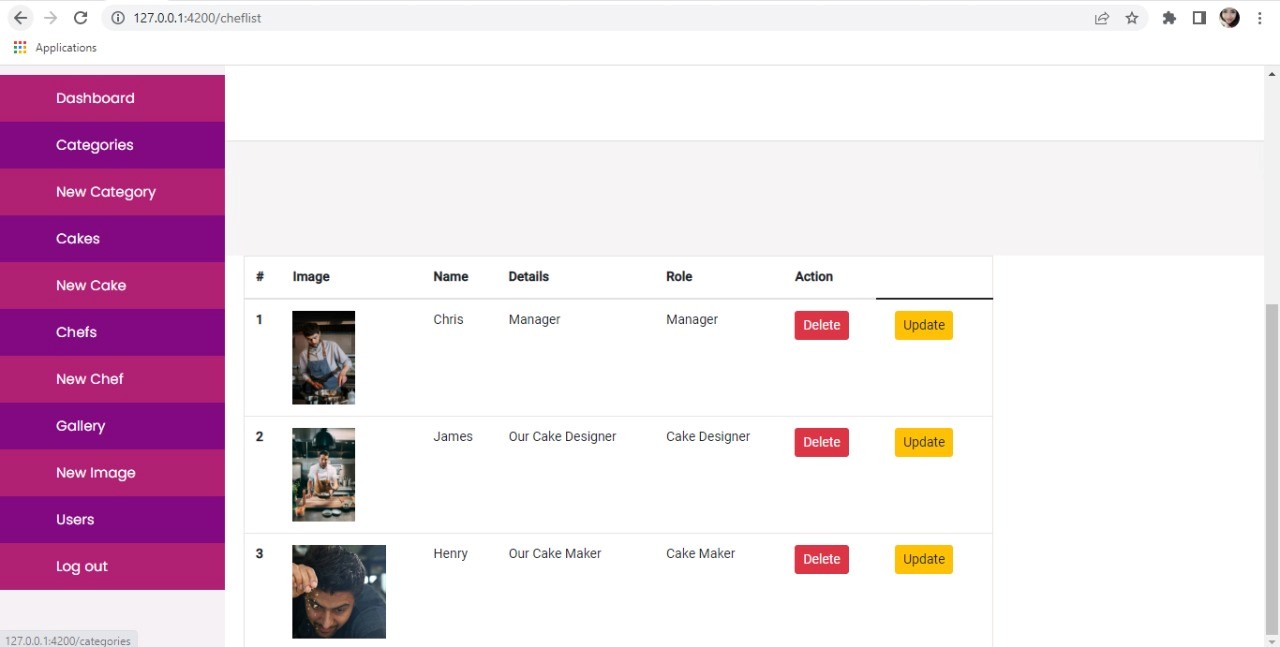 127.0.0.1:4200/cheflist
Applications
Dashboard
Categories
New Category
Cakes
New Cake
Chefs
New Chef
Gallery
New Image
Users
Log out
# Image Name Details Role Action
1 Chris Manager Manager Delete Update
2 James Our Cake Designer Cake Designer Delete Update
3 Henry Our Cake Maker Cake Maker Delete Update
127.0.0.1:4200/categories